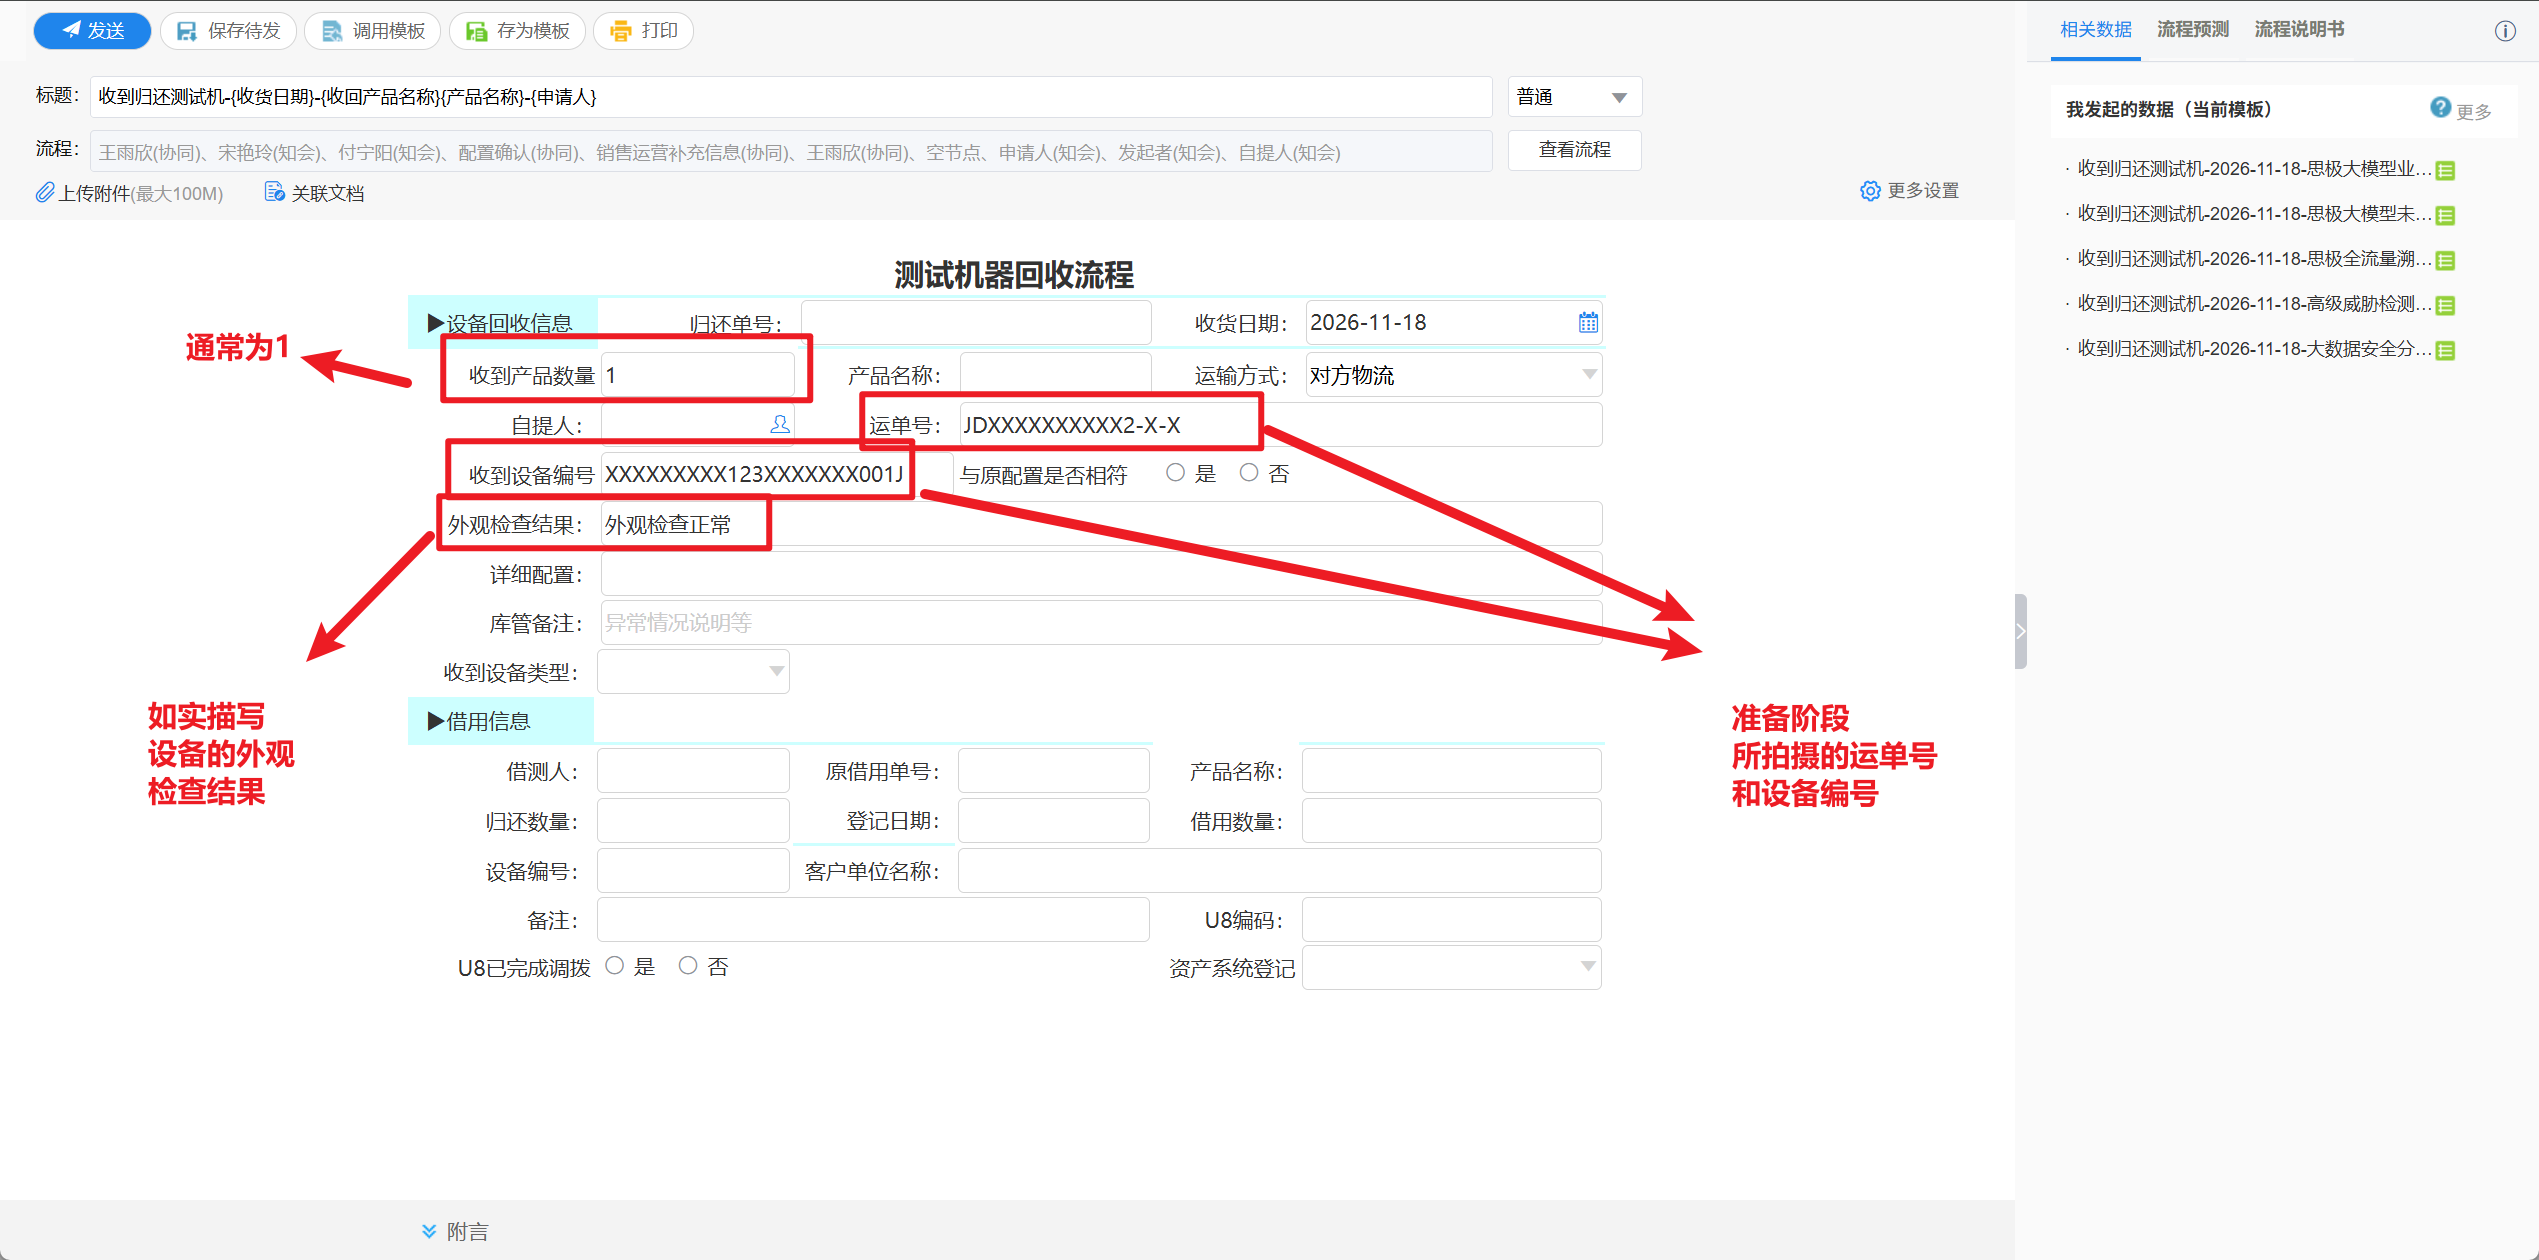 发送 保存待发 调用模板 存为模板 打印
标题： 收到归还测试机-{收货日期}-{收回产品名称}{产品名称}-{申请人} 普通
流程： 王雨欣(协同)、宋艳玲(知会)、付宁阳(知会)、配置确认(协同)、销售运营补充信息(协同)、王雨欣(协同)、空节点、申请人(知会)、发起者(知会)、自提人(知会) 查看流程
上传附件(最大100M) 关联文档 更多设置
测试机器回收流程
▶设备回收信息 归还单号： 收货日期： 2026-11-18
通常为1
收到产品数量 1 产品名称： 运输方式： 对方物流
自提人： 运单号： JDXXXXXXXXXX2-X-X
收到设备编号 XXXXXXXXX123XXXXXXX001J 与原配置是否相符 是 否
外观检查结果： 外观检查正常
详细配置：
库管备注： 异常情况说明等
收到设备类型：
如实描写
设备的外观
检查结果
准备阶段
所拍摄的运单号
和设备编号
▶借用信息
借测人： 原借用单号： 产品名称：
归还数量： 登记日期： 借用数量：
设备编号： 客户单位名称：
备注： U8编码：
U8已完成调拨 是 否 资产系统登记
附言
相关数据 流程预测 流程说明书
我发起的数据（当前模板） 更多
· 收到归还测试机-2026-11-18-思极大模型业...
· 收到归还测试机-2026-11-18-思极大模型未...
· 收到归还测试机-2026-11-18-思极全流量溯...
· 收到归还测试机-2026-11-18-高级威胁检测...
· 收到归还测试机-2026-11-18-大数据安全分...